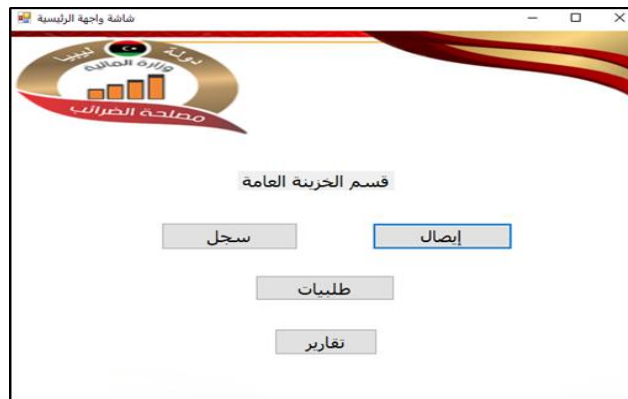 شاشة واجهة الرئيسية
دولة ليبيا
وزارة المالية
مصلحة الضرائب
قسم الخزينة العامة
إيصال
سجل
طلبيات
تقارير